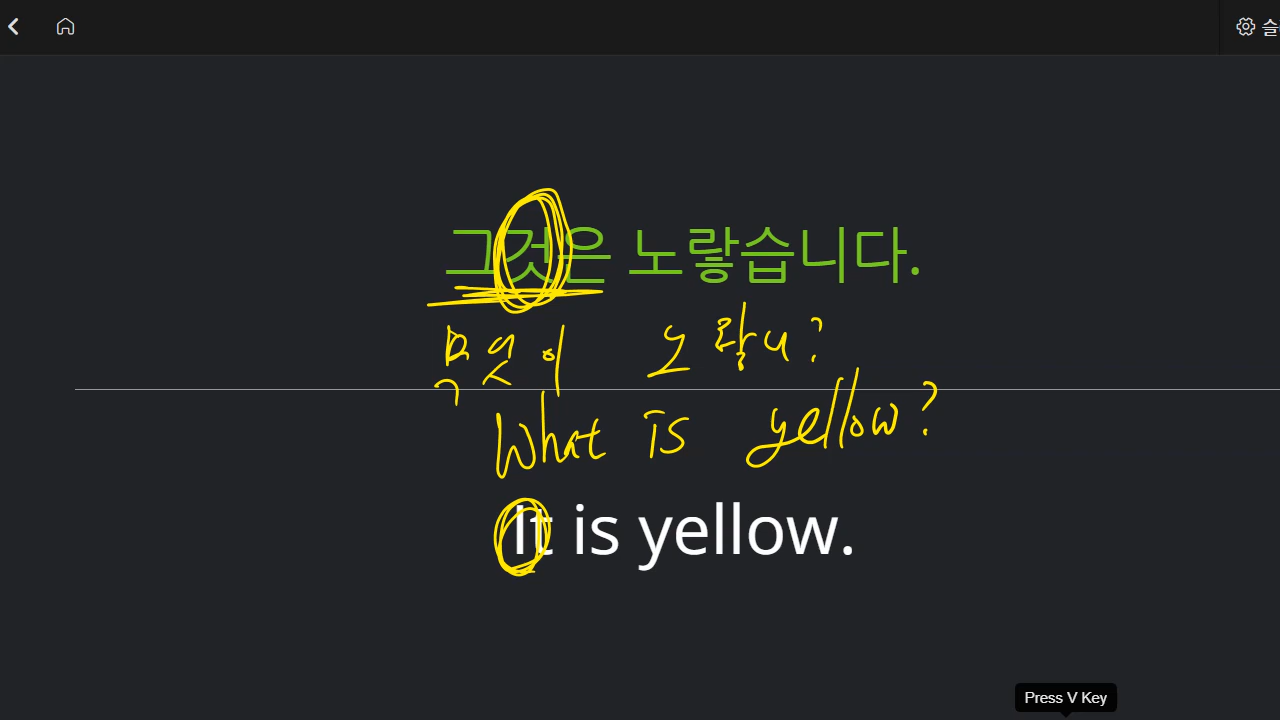 슬
그것은 노랗습니다.
무엇이 노랗니?
What is yellow?
It is yellow.
Press V Key